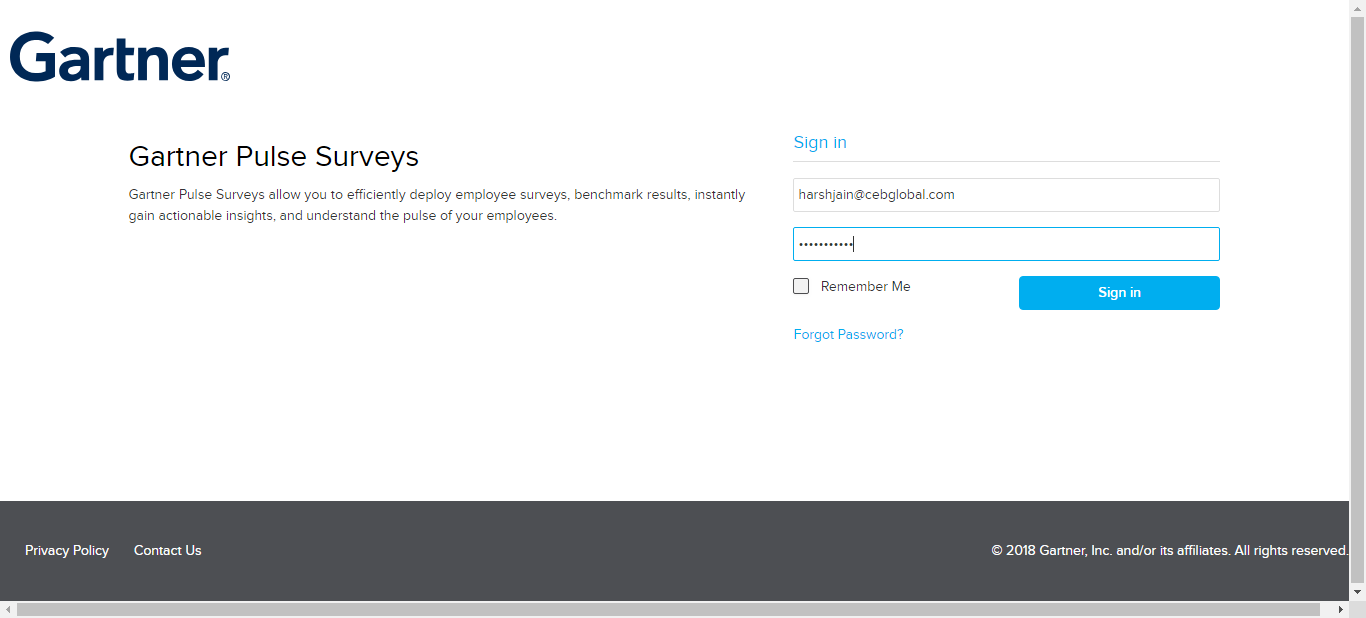 Gartner®
Gartner Pulse Surveys
Gartner Pulse Surveys allow you to efficiently deploy employee surveys, benchmark results, instantly
gain actionable insights, and understand the pulse of your employees.
Sign in
harshjain@cebglobal.com
•••••••••••
Remember Me
Sign in
Forgot Password?
Privacy Policy
Contact Us
© 2018 Gartner, Inc. and/or its affiliates. All rights reserved.